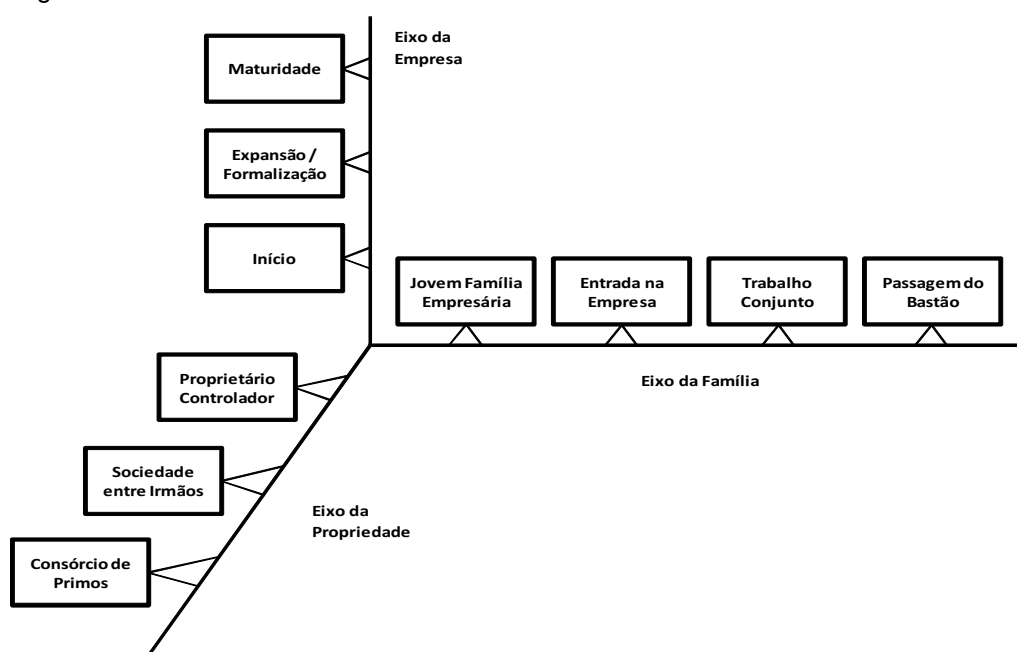 Eixo da
Empresa
Maturidade
Expansão /
Formalização
Início
Jovem Família
Empresária
Entrada na
Empresa
Trabalho
Conjunto
Passagem do
Bastão
Proprietário
Controlador
Eixo da Família
Sociedade
entre Irmãos
Eixo da
Propriedade
Consórcio de
Primos